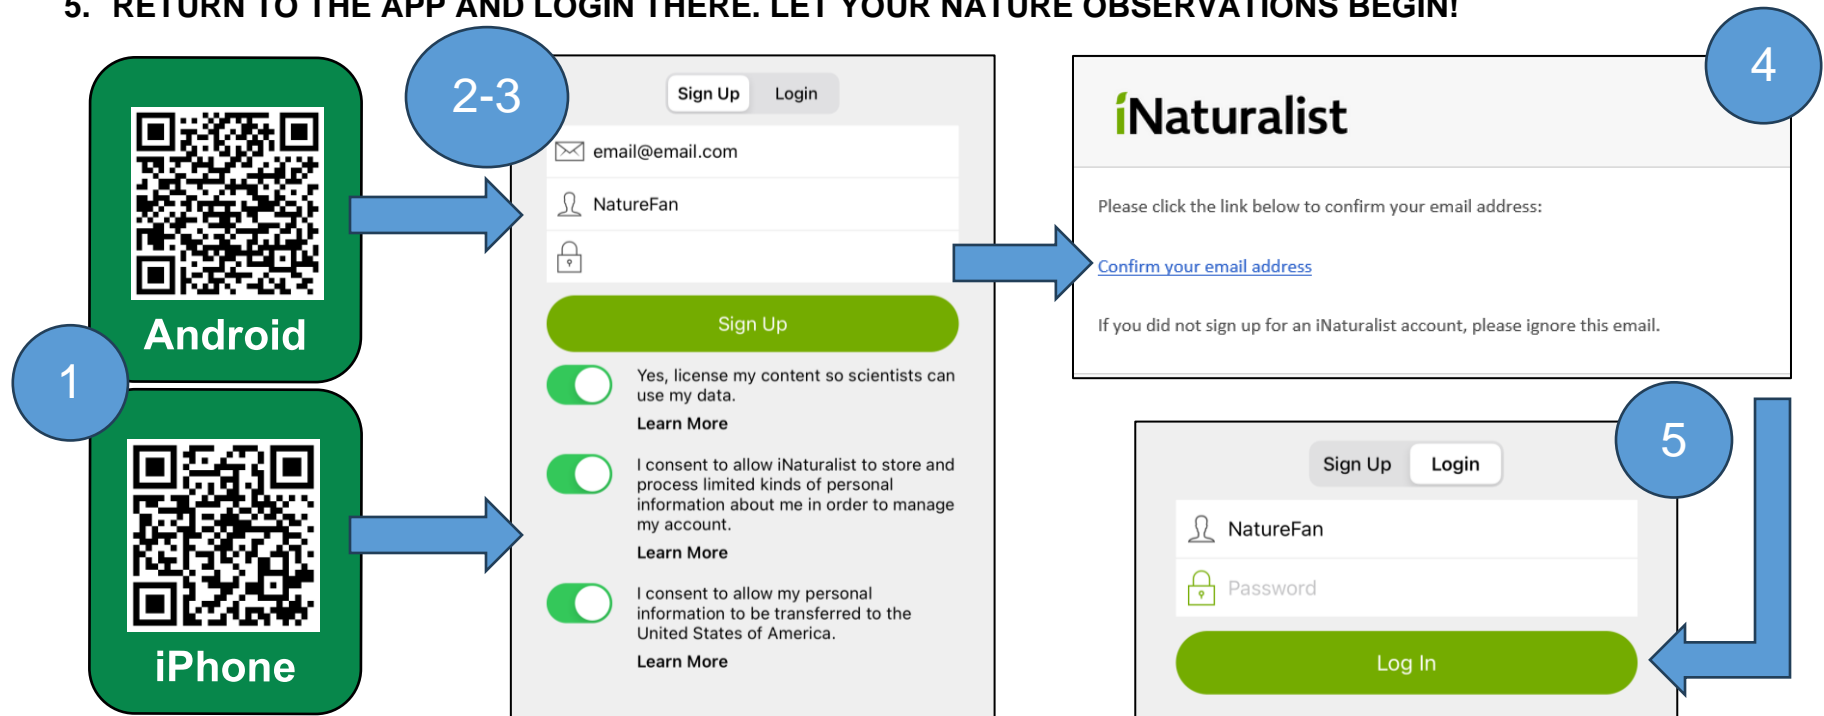 5. RETURN TO THE APP AND LOGIN THERE. LET YOUR NATURE OBSERVATIONS BEGIN!
1
Android
iPhone
2-3
Sign Up Login
email@email.com
NatureFan
Sign Up
Yes, license my content so scientists can
use my data.
Learn More
I consent to allow iNaturalist to store and
process limited kinds of personal
information about me in order to manage
my account.
Learn More
I consent to allow my personal
information to be transferred to the
United States of America.
Learn More
4
iNaturalist
Please click the link below to confirm your email address:
Confirm your email address
If you did not sign up for an iNaturalist account, please ignore this email.
5
Sign Up Login
NatureFan
Password
Log In